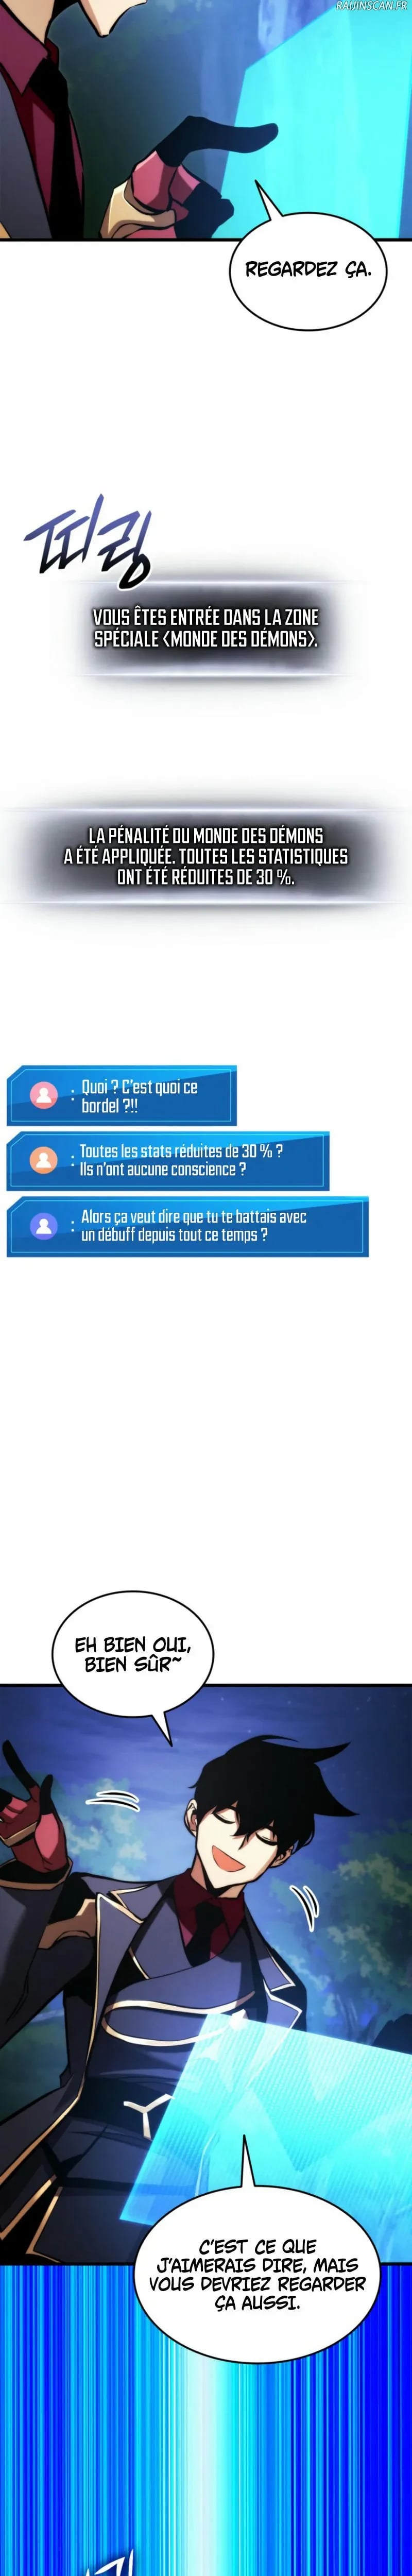 RAIJINSCAN.FR
REGARDEZ ÇA.
띠링
VOUS ÊTES ENTRÉE DANS LA ZONE
SPÉCIALE <MONDE DES DÉMONS>.
LA PÉNALITÉ DU MONDE DES DÉMONS
A ÉTÉ APPLIQUÉE. TOUTES LES STATISTIQUES
ONT ÉTÉ RÉDUITES DE 30 %.
: Quoi ? C'est quoi ce
bordel ?!!
: Toutes les stats réduites de 30 % ?
Ils n'ont aucune conscience ?
: Alors ça veut dire que tu te battais avec
un débuff depuis tout ce temps ?
EH BIEN OUI,
BIEN SÛR~
C'EST CE QUE
J'AIMERAIS DIRE, MAIS
VOUS DEVRIEZ REGARDER
ÇA AUSSI.